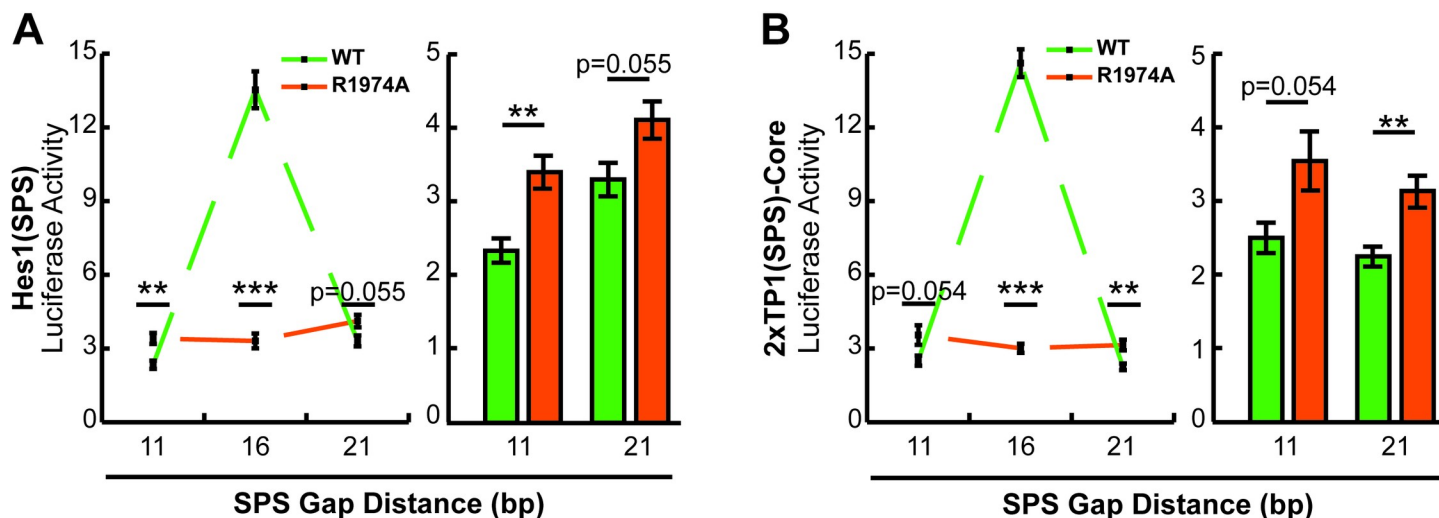 A
Hes1(SPS)
Luciferase Activity
15
12
9
6
3
0
WT
R1974A
**
***
p=0.055
11
16
21
5
4
3
2
1
0
**
p=0.055
11
21
SPS Gap Distance (bp)
B
2xTP1(SPS)-Core
Luciferase Activity
15
12
9
6
3
0
WT
R1974A
p=0.054
***
**
11
16
21
5
4
3
2
1
0
p=0.054
**
11
21
SPS Gap Distance (bp)